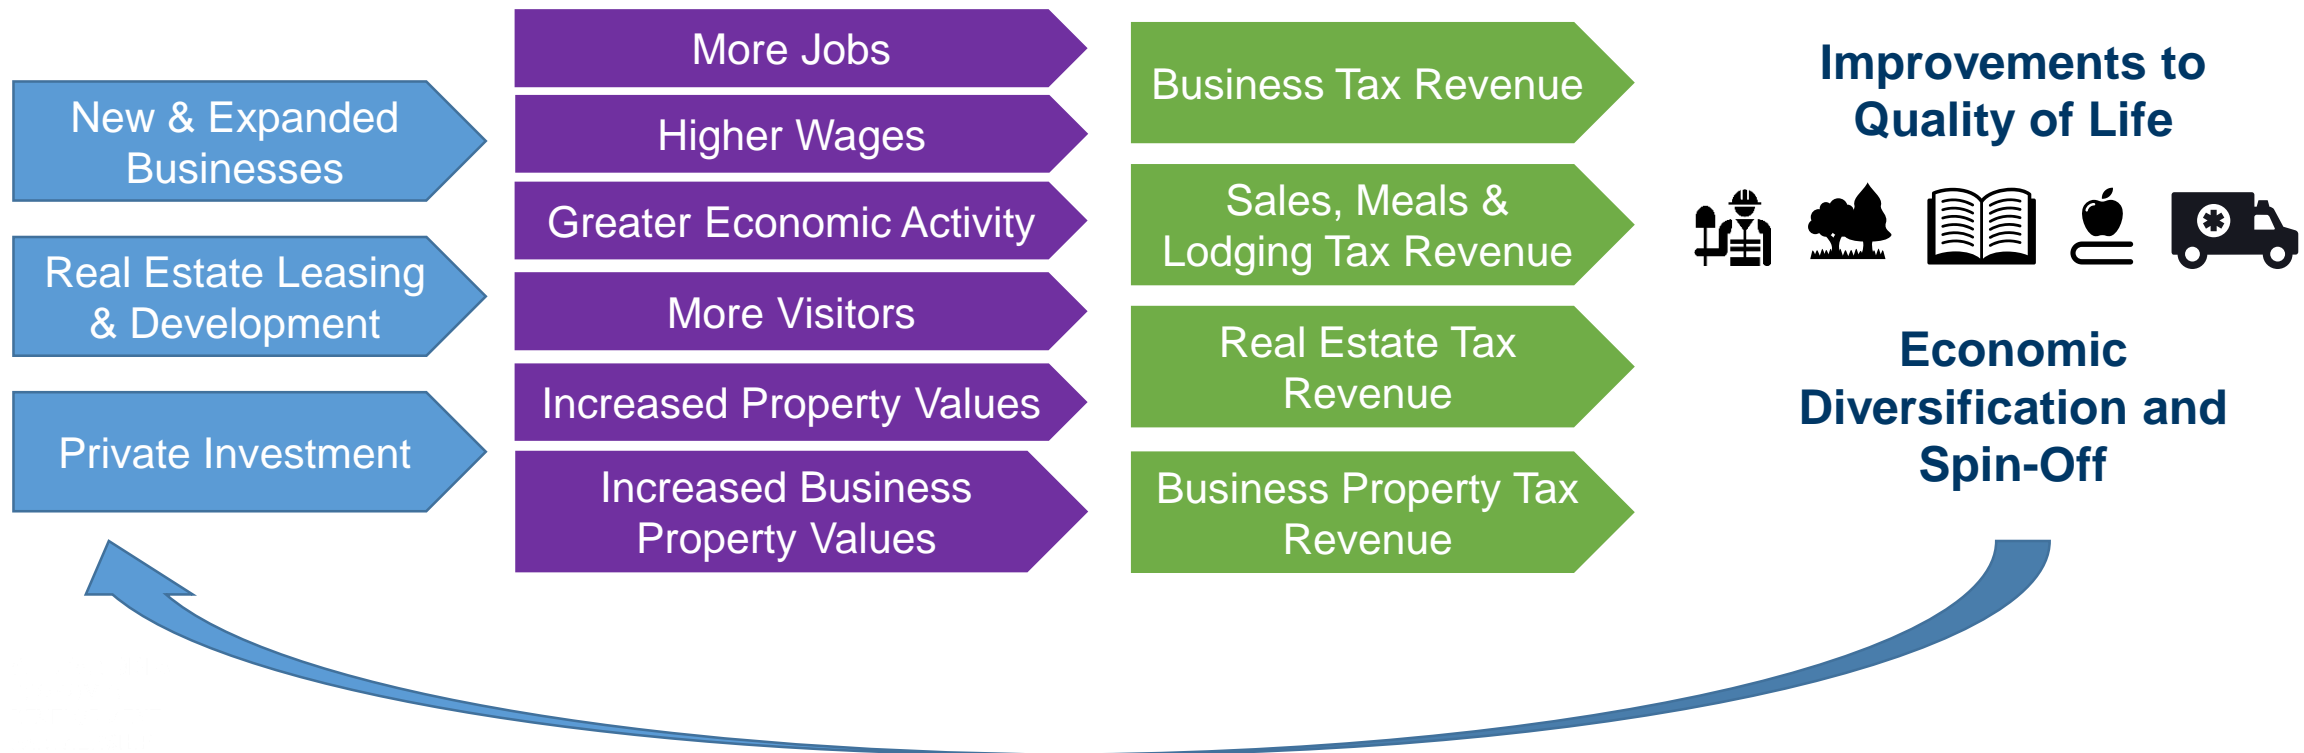 New & Expanded
Businesses
Real Estate Leasing
& Development
Private Investment
More Jobs
Higher Wages
Greater Economic Activity
More Visitors
Increased Property Values
Increased Business
Property Values
Business Tax Revenue
Sales, Meals &
Lodging Tax Revenue
Real Estate Tax
Revenue
Business Property Tax
Revenue
Improvements to
Quality of Life
Economic
Diversification and
Spin-Off